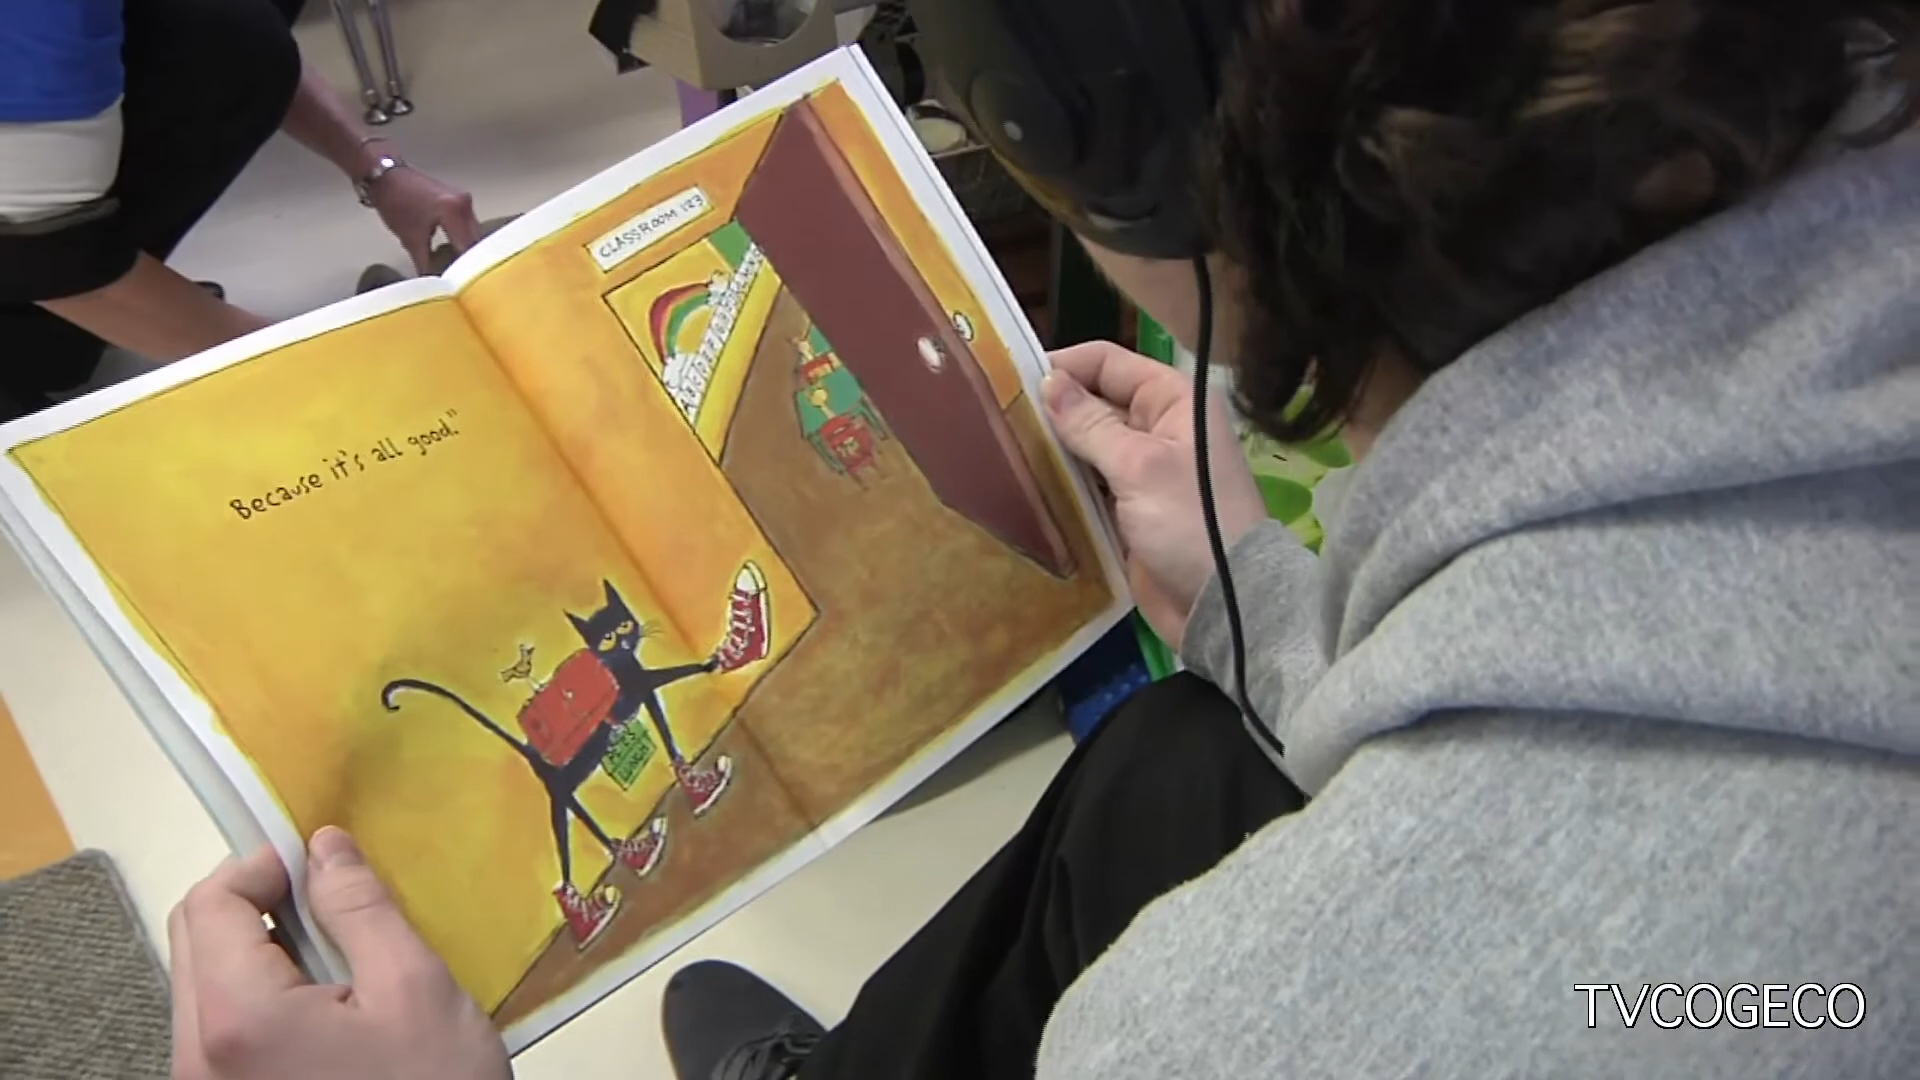 CLASSROOM 123
Because it's all good."
PETE'S
LUNCH
TVCOGECO